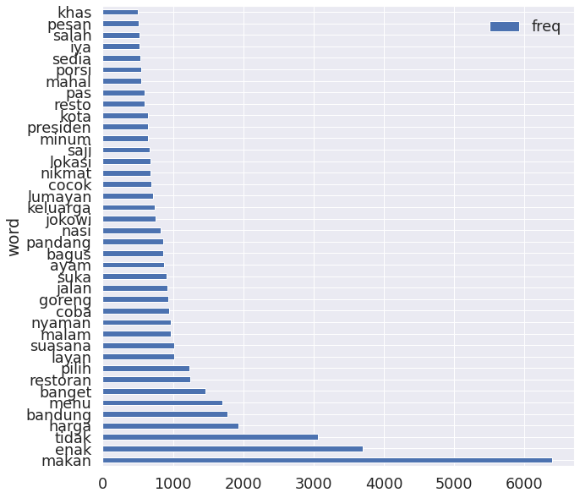 khas
pesan
salah
iya
sedia
porsi
mahal
pas
resto
kota
presiden
minum
saji
lokasi
nikmat
cocok
lumayan
keluarga
jokowi
nasi
pandang
bagus
ayam
suka
jalan
goreng
coba
nyaman
malam
suasana
layan
pilih
restoran
banget
menu
bandung
harga
tidak
enak
makan
word
freq
0 1000 2000 3000 4000 5000 6000